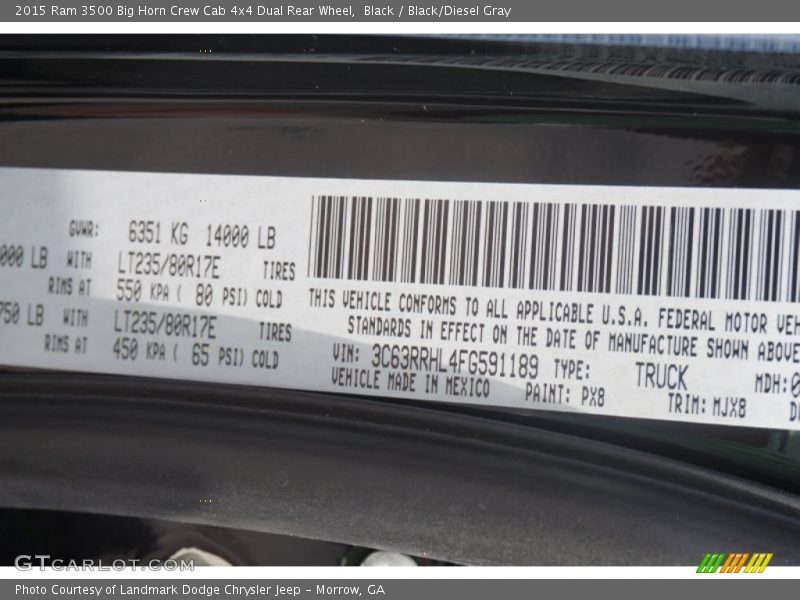 2015 Ram 3500 Big Horn Crew Cab 4x4 Dual Rear Wheel,  Black / Black/Diesel Gray
GVWR: 6351 KG 14000 LB
000 LB WITH LT235/80R17E TIRES
RIMS AT 550 KPA ( 80 PSI) COLD
750 LB WITH LT235/80R17E TIRES
RIMS AT 450 KPA ( 65 PSI) COLD
THIS VEHICLE CONFORMS TO ALL APPLICABLE U.S.A. FEDERAL MOTOR VEH
STANDARDS IN EFFECT ON THE DATE OF MANUFACTURE SHOWN ABOVE
VIN: 3C63RRHL4FG591189 TYPE: TRUCK MDH:0
VEHICLE MADE IN MEXICO PAINT: PX8 TRIM: MJX8
GTCARLOT.COM
Photo Courtesy of Landmark Dodge Chrysler Jeep – Morrow, GA